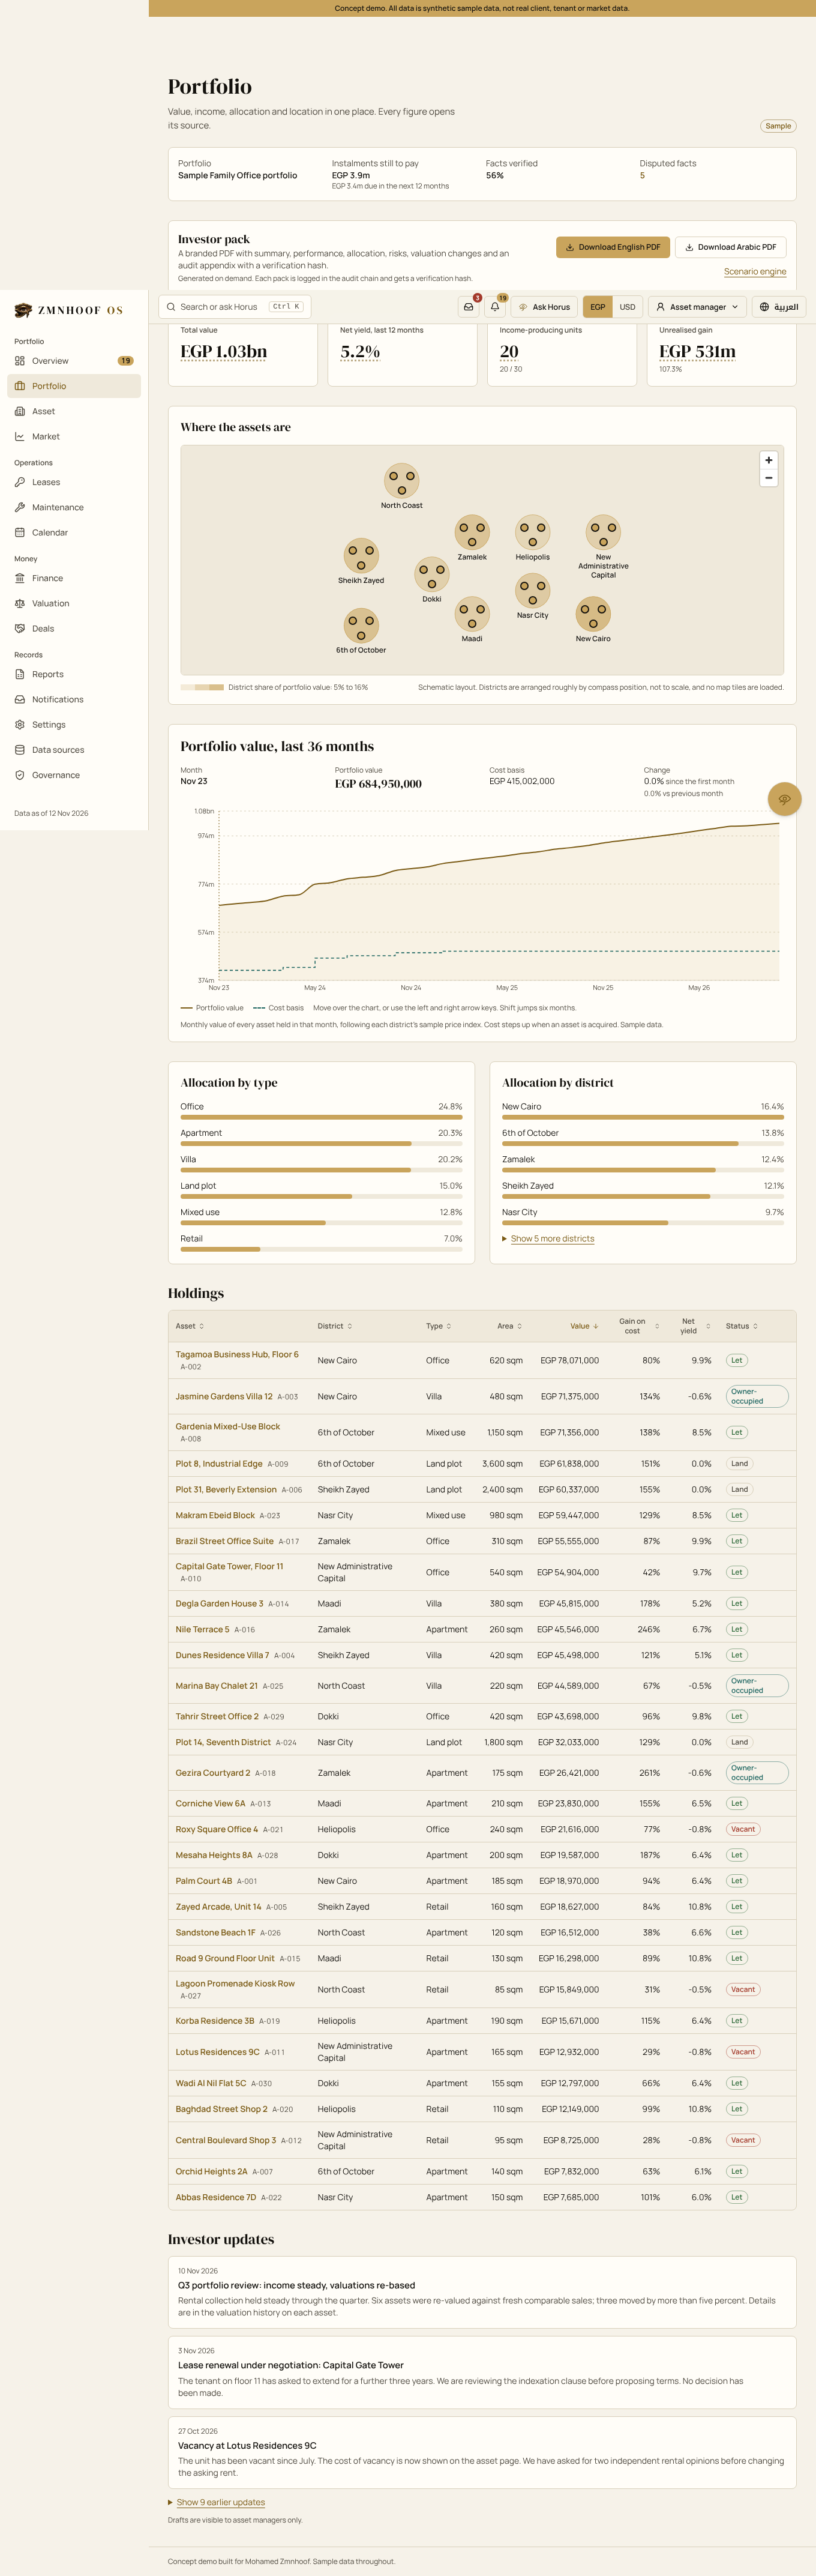 Concept demo. All data is synthetic sample data, not real client, tenant or market data.
Portfolio
Value, income, allocation and location in one place. Every figure opens
its source.
Sample
Portfolio
Sample Family Office portfolio
Instalments still to pay
EGP 3.9m
EGP 3.4m due in the next 12 months
Facts verified
56%
Disputed facts
5
Investor pack
A branded PDF with summary, performance, allocation, risks, valuation changes and an
audit appendix with a verification hash.
Generated on demand. Each pack is logged in the audit chain and gets a verification hash.
Download English PDF
Download Arabic PDF
Scenario engine
ZMNHOOF OS
Portfolio
Overview 19
Portfolio
Asset
Market
Operations
Leases
Maintenance
Calendar
Money
Finance
Valuation
Deals
Records
Reports
Notifications
Settings
Data sources
Governance
Data as of 12 Nov 2026
Search or ask Horus Ctrl K
3
19
Ask Horus
EGP USD
Asset manager
العربية
Total value
EGP 1.03bn
Net yield, last 12 months
5.2%
Income-producing units
20
20 / 30
Unrealised gain
EGP 531m
107.3%
Where the assets are
+
−
North Coast
Zamalek
Heliopolis
New
Administrative
Capital
Sheikh Zayed
Dokki
Nasr City
Maadi
New Cairo
6th of October
District share of portfolio value: 5% to 16%
Schematic layout. Districts are arranged roughly by compass position, not to scale, and no map tiles are loaded.
Portfolio value, last 36 months
Month
Nov 23
Portfolio value
EGP 684,950,000
Cost basis
EGP 415,002,000
Change
0.0% since the first month
0.0% vs previous month
1.08bn
974m
774m
574m
374m
Nov 23 May 24 Nov 24 May 25 Nov 25 May 26
Portfolio value Cost basis Move over the chart, or use the left and right arrow keys. Shift jumps six months.
Monthly value of every asset held in that month, following each district's sample price index. Cost steps up when an asset is acquired. Sample data.
Allocation by type
Office 24.8%
Apartment 20.3%
Villa 20.2%
Land plot 15.0%
Mixed use 12.8%
Retail 7.0%
Allocation by district
New Cairo 16.4%
6th of October 13.8%
Zamalek 12.4%
Sheikh Zayed 12.1%
Nasr City 9.7%
Show 5 more districts
Holdings
Asset District Type Area Value Gain on cost Net yield Status
Tagamoa Business Hub, Floor 6 A-002 New Cairo Office 620 sqm EGP 78,071,000 80% 9.9% Let
Jasmine Gardens Villa 12 A-003 New Cairo Villa 480 sqm EGP 71,375,000 134% -0.6% Owner-occupied
Gardenia Mixed-Use Block A-008 6th of October Mixed use 1,150 sqm EGP 71,356,000 138% 8.5% Let
Plot 8, Industrial Edge A-009 6th of October Land plot 3,600 sqm EGP 61,838,000 151% 0.0% Land
Plot 31, Beverly Extension A-006 Sheikh Zayed Land plot 2,400 sqm EGP 60,337,000 155% 0.0% Land
Makram Ebeid Block A-023 Nasr City Mixed use 980 sqm EGP 59,447,000 129% 8.5% Let
Brazil Street Office Suite A-017 Zamalek Office 310 sqm EGP 55,555,000 87% 9.9% Let
Capital Gate Tower, Floor 11 A-010 New Administrative Capital Office 540 sqm EGP 54,904,000 42% 9.7% Let
Degla Garden House 3 A-014 Maadi Villa 380 sqm EGP 45,815,000 178% 5.2% Let
Nile Terrace 5 A-016 Zamalek Apartment 260 sqm EGP 45,546,000 246% 6.7% Let
Dunes Residence Villa 7 A-004 Sheikh Zayed Villa 420 sqm EGP 45,498,000 121% 5.1% Let
Marina Bay Chalet 21 A-025 North Coast Villa 220 sqm EGP 44,589,000 67% -0.5% Owner-occupied
Tahrir Street Office 2 A-029 Dokki Office 420 sqm EGP 43,698,000 96% 9.8% Let
Plot 14, Seventh District A-024 Nasr City Land plot 1,800 sqm EGP 32,033,000 129% 0.0% Land
Gezira Courtyard 2 A-018 Zamalek Apartment 175 sqm EGP 26,421,000 261% -0.6% Owner-occupied
Corniche View 6A A-013 Maadi Apartment 210 sqm EGP 23,830,000 155% 6.5% Let
Roxy Square Office 4 A-021 Heliopolis Office 240 sqm EGP 21,616,000 77% -0.8% Vacant
Mesaha Heights 8A A-028 Dokki Apartment 200 sqm EGP 19,587,000 187% 6.4% Let
Palm Court 4B A-001 New Cairo Apartment 185 sqm EGP 18,970,000 94% 6.4% Let
Zayed Arcade, Unit 14 A-005 Sheikh Zayed Retail 160 sqm EGP 18,627,000 84% 10.8% Let
Sandstone Beach 1F A-026 North Coast Apartment 120 sqm EGP 16,512,000 38% 6.6% Let
Road 9 Ground Floor Unit A-015 Maadi Retail 130 sqm EGP 16,298,000 89% 10.8% Let
Lagoon Promenade Kiosk Row A-027 North Coast Retail 85 sqm EGP 15,849,000 31% -0.5% Vacant
Korba Residence 3B A-019 Heliopolis Apartment 190 sqm EGP 15,671,000 115% 6.4% Let
Lotus Residences 9C A-011 New Administrative Capital Apartment 165 sqm EGP 12,932,000 29% -0.8% Vacant
Wadi Al Nil Flat 5C A-030 Dokki Apartment 155 sqm EGP 12,797,000 66% 6.4% Let
Baghdad Street Shop 2 A-020 Heliopolis Retail 110 sqm EGP 12,149,000 99% 10.8% Let
Central Boulevard Shop 3 A-012 New Administrative Capital Retail 95 sqm EGP 8,725,000 28% -0.8% Vacant
Orchid Heights 2A A-007 6th of October Apartment 140 sqm EGP 7,832,000 63% 6.1% Let
Abbas Residence 7D A-022 Nasr City Apartment 150 sqm EGP 7,685,000 101% 6.0% Let
Investor updates
10 Nov 2026
Q3 portfolio review: income steady, valuations re-based
Rental collection held steady through the quarter. Six assets were re-valued against fresh comparable sales; three moved by more than five percent. Details
are in the valuation history on each asset.
3 Nov 2026
Lease renewal under negotiation: Capital Gate Tower
The tenant on floor 11 has asked to extend for a further three years. We are reviewing the indexation clause before proposing terms. No decision has
been made.
27 Oct 2026
Vacancy at Lotus Residences 9C
The unit has been vacant since July. The cost of vacancy is now shown on the asset page. We have asked for two independent rental opinions before changing
the asking rent.
Show 9 earlier updates
Drafts are visible to asset managers only.
Concept demo built for Mohamed Zmnhoof. Sample data throughout.